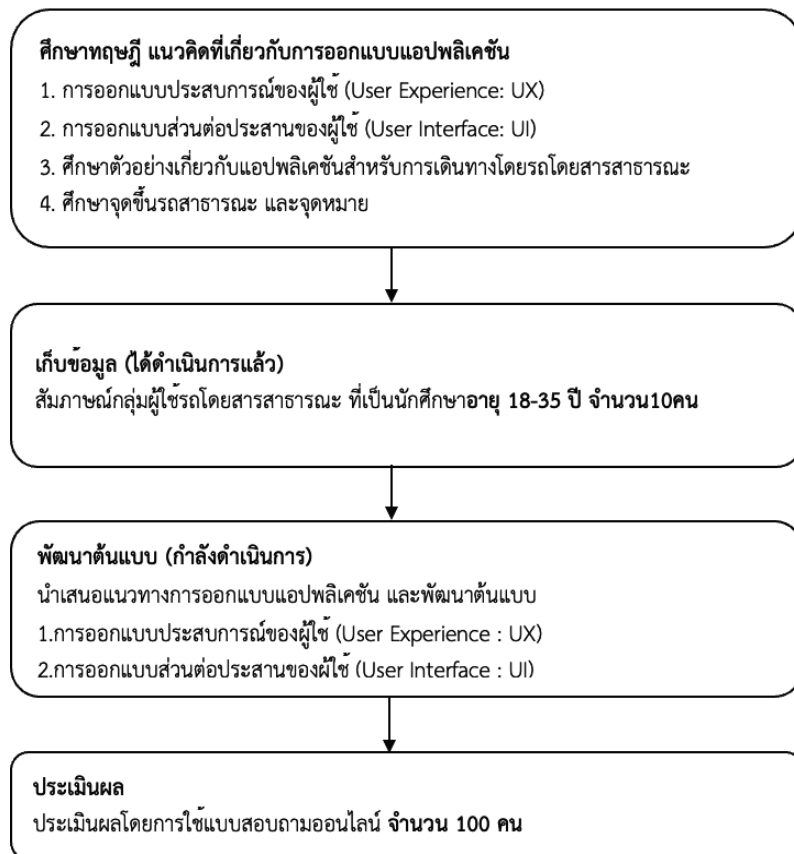 ศึกษาทฤษฎี แนวคิดที่เกี่ยวกับการออกแบบแอปพลิเคชัน
1. การออกแบบประสบการณ์ของผู้ใช้ (User Experience: UX)
2. การออกแบบส่วนต่อประสานของผู้ใช้ (User Interface: UI)
3. ศึกษาตัวอย่างเกี่ยวกับแอปพลิเคชันสำหรับการเดินทางโดยรถโดยสารสาธารณะ
4. ศึกษาจุดขึ้นรถสาธารณะ และจุดหมาย
เก็บข้อมูล (ได้ดำเนินการแล้ว)
สัมภาษณ์กลุ่มผู้ใช้รถโดยสารสาธารณะ ที่เป็นนักศึกษาอายุ 18-35 ปี จำนวน10คน
พัฒนาต้นแบบ (กำลังดำเนินการ)
นำเสนอแนวทางการออกแบบแอปพลิเคชัน และพัฒนาต้นแบบ
1.การออกแบบประสบการณ์ของผู้ใช้ (User Experience : UX)
2.การออกแบบส่วนต่อประสานของผู้ใช้ (User Interface : UI)
ประเมินผล
ประเมินผลโดยการใช้แบบสอบถามออนไลน์ จำนวน 100 คน